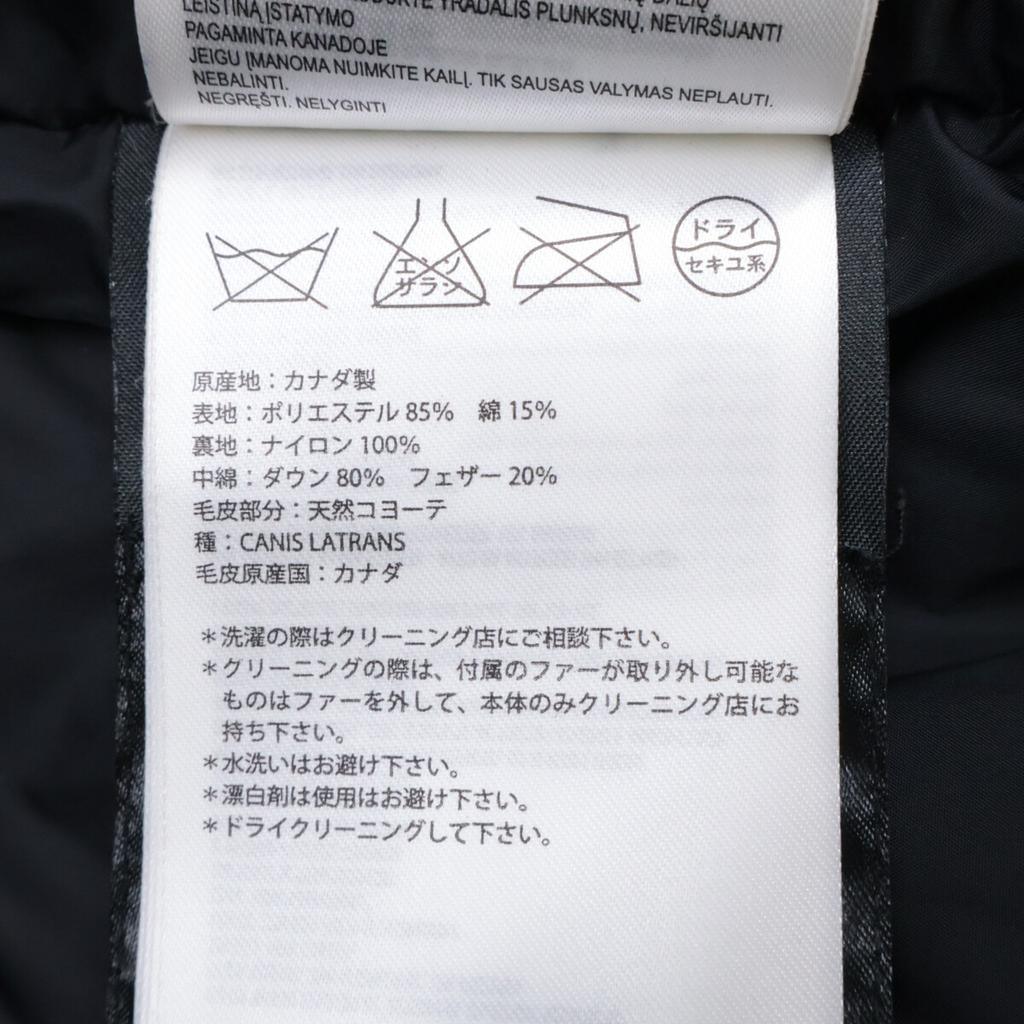 LEISTINĄ ĮSTATYMO
PLUNKSNŲ, NEVIRŠIJANTI
PAGAMINTA KANADOJE
JEIGU ĮMANOMA NUIMKITE KAILĮ. TIK SAUSAS VALYMAS NEPLAUTI.
NEBALINTI.
NEGRĘŠTI. NELYGINTI
エンソ
サラシ
ドライ
セキユ系
原産地：カナダ製
表地：ポリエステル 85%　綿 15%
裏地：ナイロン 100%
中綿：ダウン 80%　フェザー 20%
毛皮部分：天然コヨーテ
種：CANIS LATRANS
毛皮原産国：カナダ
＊洗濯の際はクリーニング店にご相談下さい。
＊クリーニングの際は、付属のファーが取り外し可能な
ものはファーを外して、本体のみクリーニング店にお
持ち下さい。
＊水洗いはお避け下さい。
＊漂白剤は使用はお避け下さい。
＊ドライクリーニングして下さい。